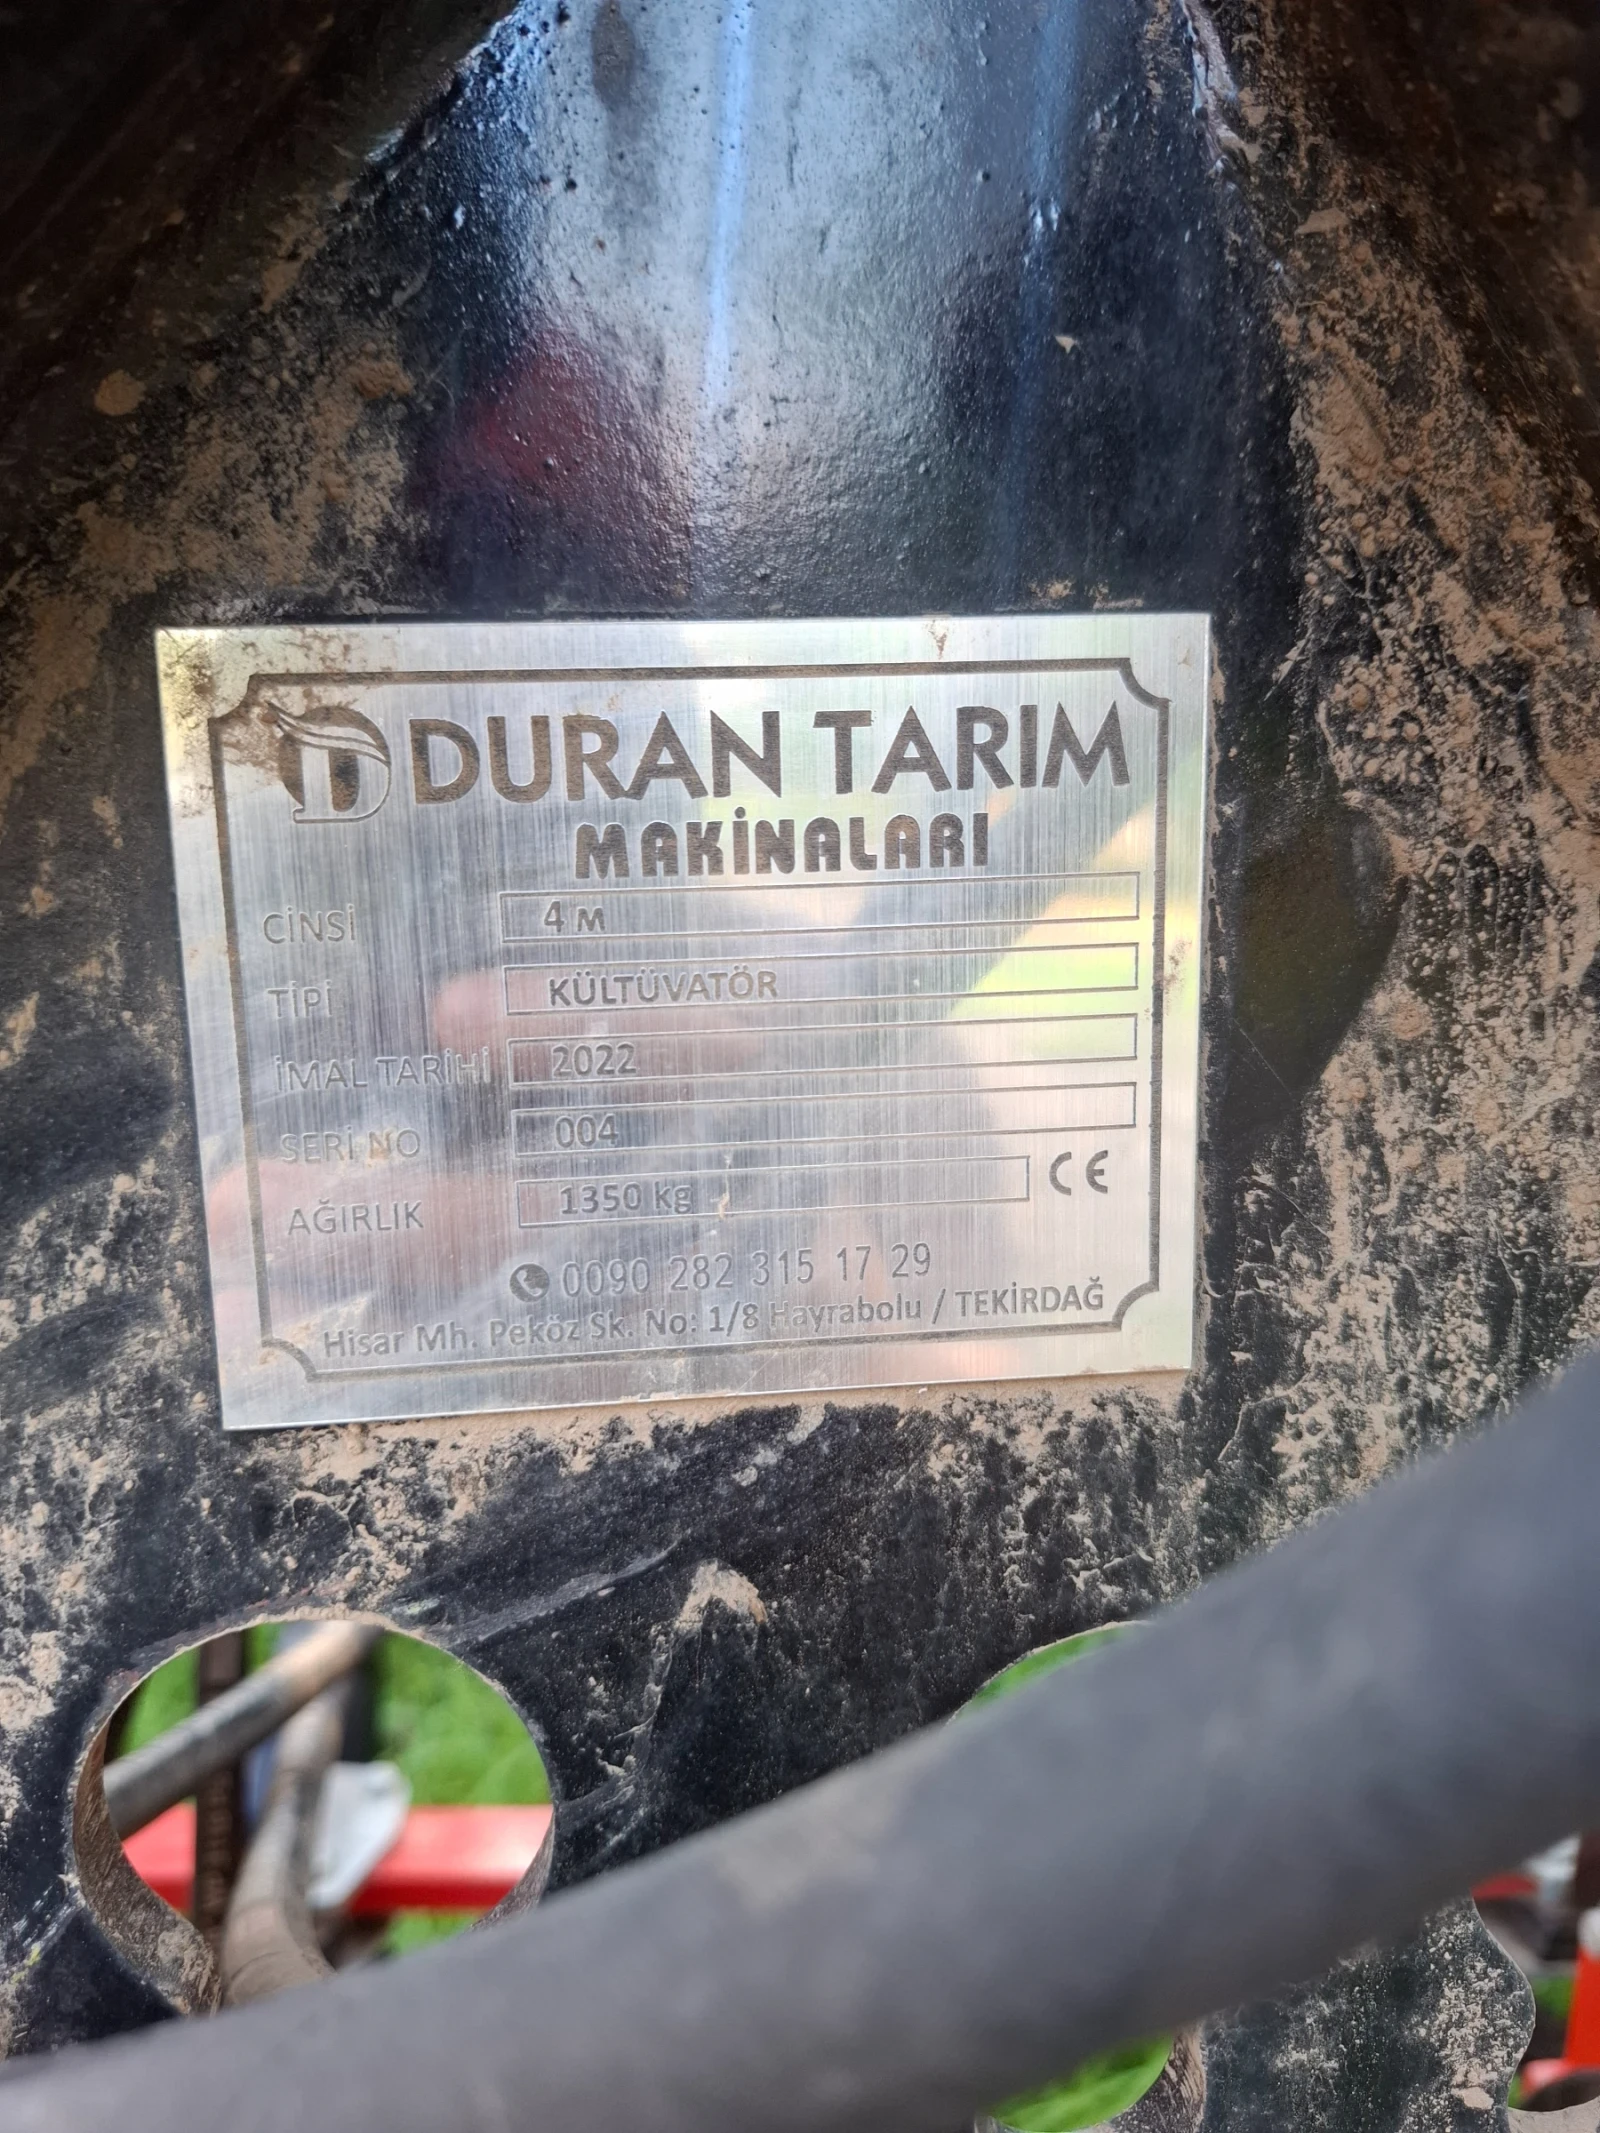 DURAN TARIM
MAKİNALARI
CİNSİ 4 M
TİPİ KÜLTÜVATÖR
İMAL TARİHİ 2022
SERİ NO 004
AĞIRLIK 1350 kg CE
0090 282 315 17 29
Hisar Mh. Peköz Sk. No: 1/8 Hayrabolu / TEKİRDAĞ